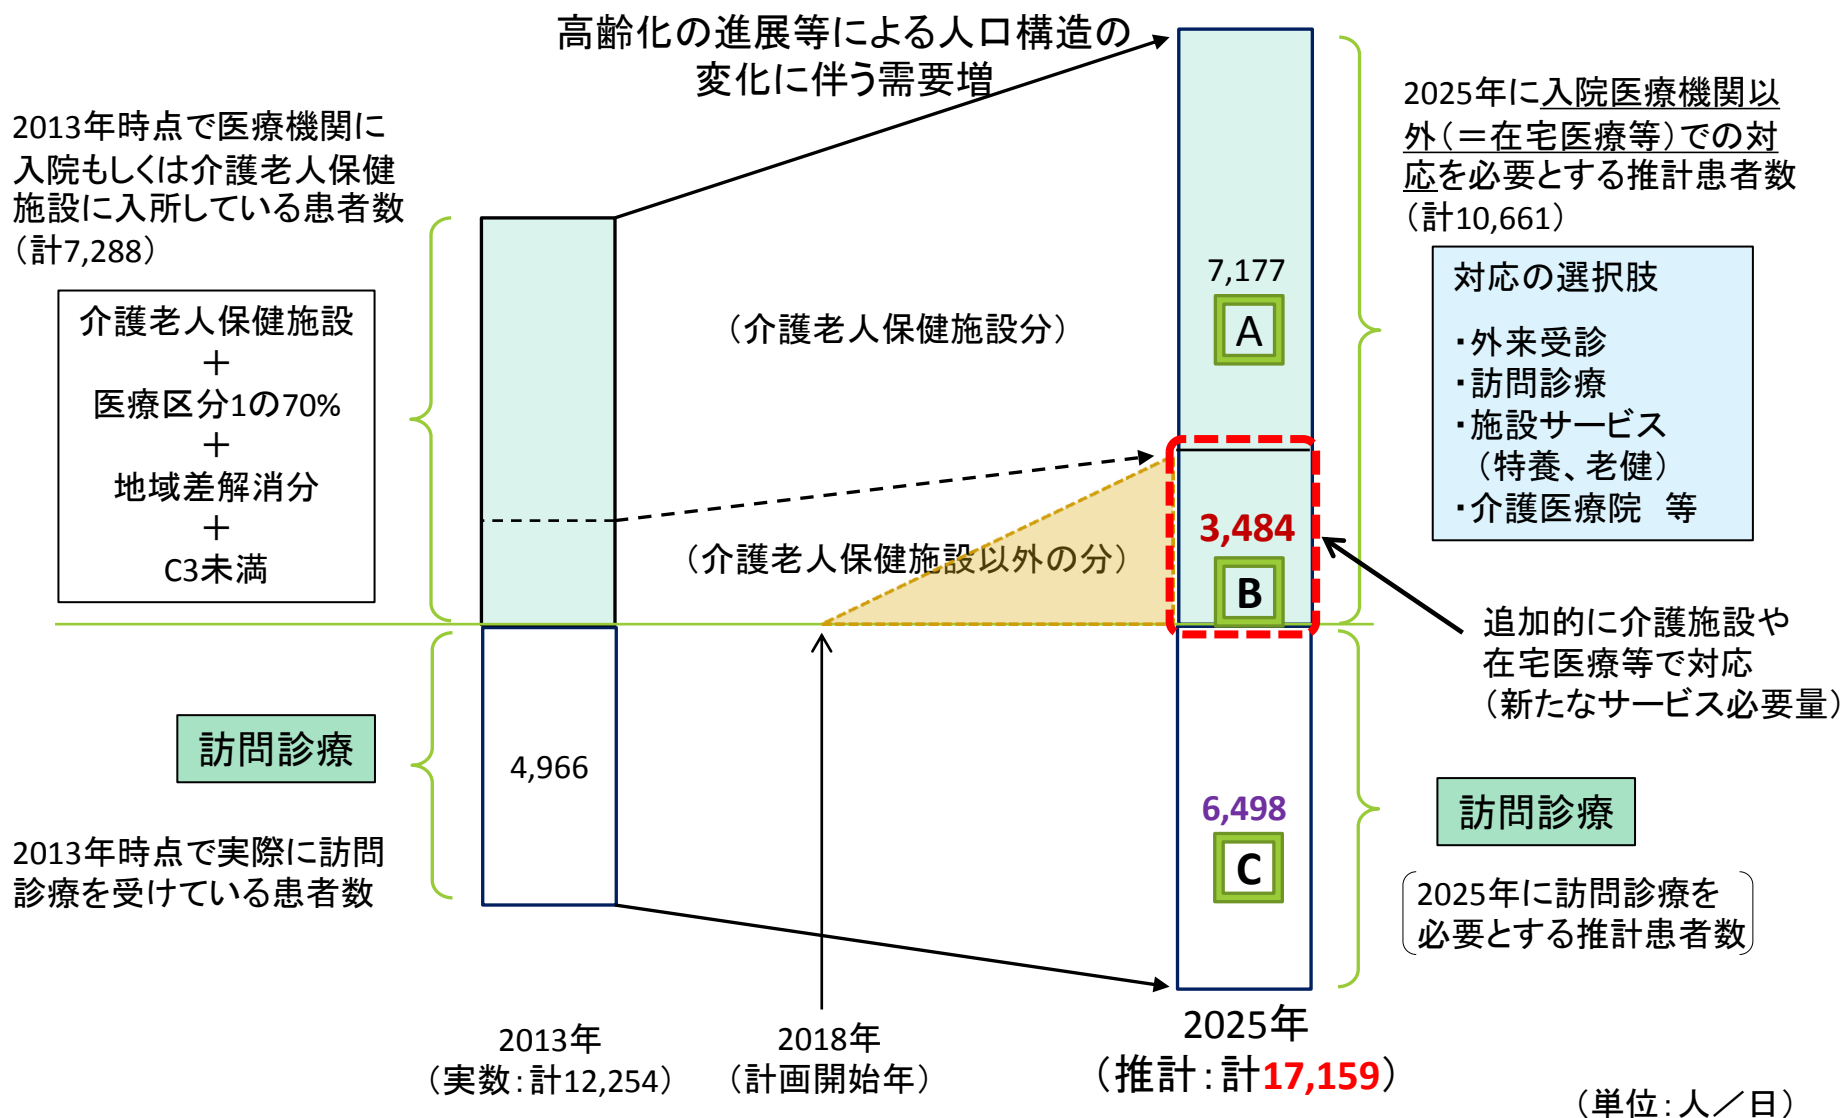 高齢化の進展等による人口構造の
変化に伴う需要増
2013年時点で医療機関に
入院もしくは介護老人保健
施設に入所している患者数
（計7,288）
介護老人保健施設
＋
医療区分1の70%
＋
地域差解消分
＋
C3未満
訪問診療
2013年時点で実際に訪問
診療を受けている患者数
4,966
2013年
（実数：計12,254）
（介護老人保健施設分）
（介護老人保健施設以外の分）
2018年
（計画開始年）
7,177
A
3,484
B
6,498
C
2025年
（推計：計17,159）
2025年に入院医療機関以
外（＝在宅医療等）での対
応を必要とする推計患者数
（計10,661）
対応の選択肢
・外来受診
・訪問診療
・施設サービス
（特養、老健）
・介護医療院　等
追加的に介護施設や
在宅医療等で対応
（新たなサービス必要量）
訪問診療
2025年に訪問診療を
必要とする推計患者数
（単位：人／日）